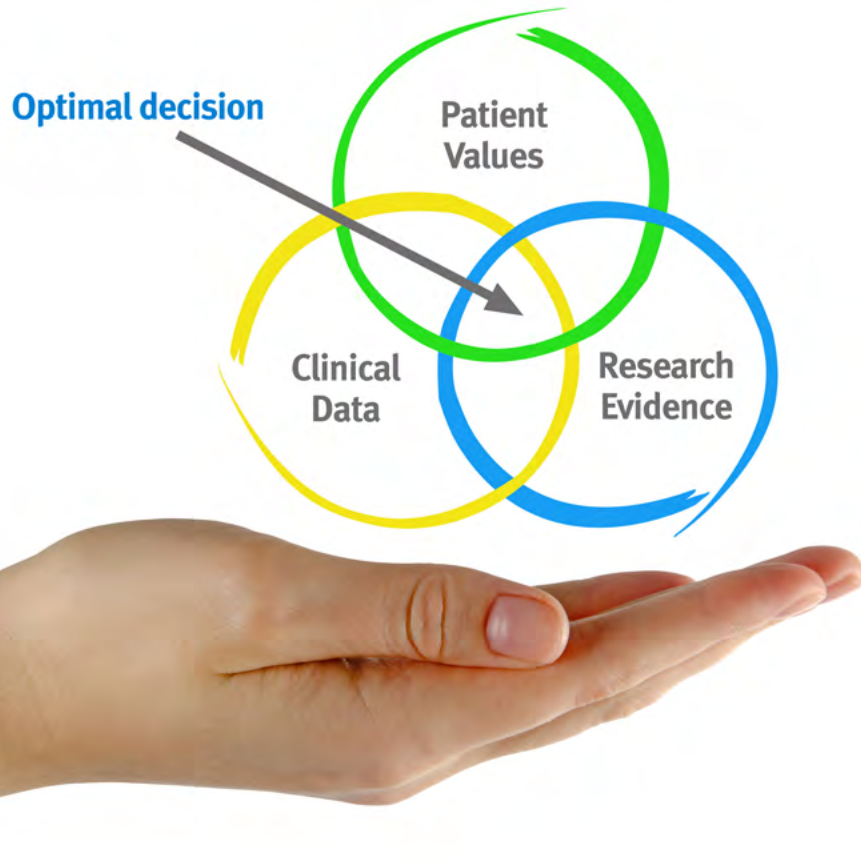 Optimal decision
Patient
Values
Clinical
Data
Research
Evidence